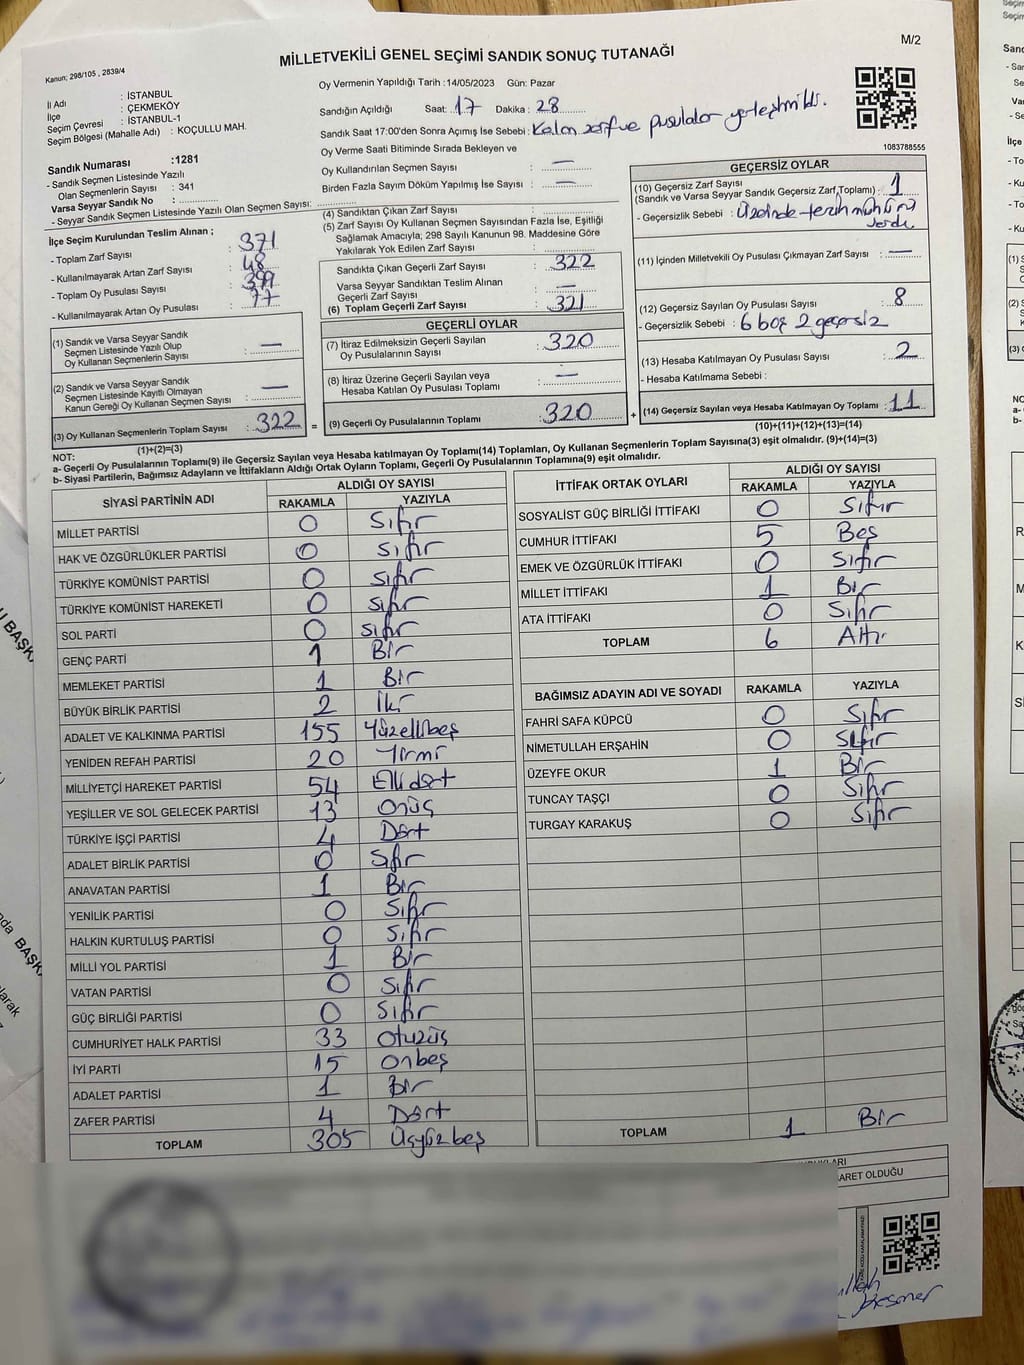 M/2
MİLLETVEKİLİ GENEL SEÇİMİ SANDIK SONUÇ TUTANAĞI
Kanun; 298/105 , 2839/4
İl Adı : İSTANBUL
İlçe : ÇEKMEKÖY
Seçim Çevresi : İSTANBUL-1
Seçim Bölgesi (Mahalle Adı) : KOÇULLU MAH.
Sandık Numarası :1281
- Sandık Seçmen Listesinde Yazılı
Olan Seçmenlerin Sayısı : 341
Varsa Seyyar Sandık No :
- Seyyar Sandık Seçmen Listesinde Yazılı Olan Seçmen Sayısı:
Oy Vermenin Yapıldığı Tarih :14/05/2023 Gün: Pazar
Sandığın Açıldığı Saat: 17 Dakika : 28
Sandık Saat 17:00'den Sonra Açımış İse Sebebi : Kalan zarf ve pusulalar yerleştirildi.
Oy Verme Saati Bitiminde Sırada Bekleyen ve
Oy Kullandırılan Seçmen Sayısı : —
Birden Fazla Sayım Döküm Yapılmış İse Sayısı : —
1083788555
İlçe Seçim Kurulundan Teslim Alınan ;
- Toplam Zarf Sayısı : 371
- Kullanılmayarak Artan Zarf Sayısı : 48
- Toplam Oy Pusulası Sayısı : 399
- Kullanılmayarak Artan Oy Pusulası : 77
(4) Sandıktan Çıkan Zarf Sayısı :
(5) Zarf Sayısı Oy Kullanan Seçmen Sayısından Fazla İse, Eşitliği
Sağlamak Amacıyla; 298 Sayılı Kanunun 98. Maddesine Göre
Yakılarak Yok Edilen Zarf Sayısı :
Sandıkta Çıkan Geçerli Zarf Sayısı : 322
Varsa Seyyar Sandıktan Teslim Alınan
Geçerli Zarf Sayısı : —
(6) Toplam Geçerli Zarf Sayısı : 321
GEÇERSİZ OYLAR
(10) Geçersiz Zarf Sayısı
(Sandık ve Varsa Seyyar Sandık Geçersiz Zarf,Toplamı) : 1
- Geçersizlik Sebebi : Üzerinde tercih mührü
vardı.
(11) İçinden Milletvekili Oy Pusulası Çıkmayan Zarf Sayısı : —
(12) Geçersiz Sayılan Oy Pusulası Sayısı : 8
- Geçersizlik Sebebi : 6 boş 2 geçersiz
(13) Hesaba Katılmayan Oy Pusulası Sayısı : 2
- Hesaba Katılmama Sebebi :
(14) Geçersiz Sayılan veya Hesaba Katılmayan Oy Toplamı : 11
(10)+(11)+(12)+(13)=(14)
(1) Sandık ve Varsa Seyyar Sandık
Seçmen Listesinde Yazılı Olup
Oy Kullanan Seçmenlerin Sayısı : —
(2) Sandık ve Varsa Seyyar Sandık
Seçmen Listesinde Kayıtlı Olmayan
Kanun Gereği Oy Kullanan Seçmen Sayısı : —
(3) Oy Kullanan Seçmenlerin Toplam Sayısı : 322
(1)+(2)=(3)
GEÇERLİ OYLAR
(7) İtiraz Edilmeksizin Geçerli Sayılan
Oy Pusulalarının Sayısı : 320
(8) İtiraz Üzerine Geçerli Sayılan veya
Hesaba Katılan Oy Pusulası Toplamı : —
= (9) Geçerli Oy Pusulalarının Toplamı : 320 +
NOT:
a- Geçerli Oy Pusulasının Toplamı(9) ile Geçersiz Sayılan veya Hesaba katılmayan Oy Toplamı(14) Toplamları, Oy Kullanan Seçmenlerin Toplam Sayısına(3) eşit olmalıdır. (9)+(14)=(3)
b- Siyasi Partilerin, Bağımsız Adayların ve İttifakların Aldığı Ortak Oyların Toplamı, Geçerli Oy Pusulalarının Toplamına(9) eşit olmalıdır.
SİYASİ PARTİNİN ADI ALDIĞI OY SAYISI
RAKAMLA YAZIYLA
MİLLET PARTİSİ 0 Sıfır
HAK VE ÖZGÜRLÜKLER PARTİSİ 0 Sıfır
TÜRKİYE KOMÜNİST PARTİSİ 0 Sıfır
TÜRKİYE KOMÜNİST HAREKETİ 0 Sıfır
SOL PARTİ 0 Sıfır
GENÇ PARTİ 1 Bir
MEMLEKET PARTİSİ 1 Bir
BÜYÜK BİRLİK PARTİSİ 2 İki
ADALET VE KALKINMA PARTİSİ 155 Yüzellibeş
YENİDEN REFAH PARTİSİ 20 Yirmi
MİLLİYETÇİ HAREKET PARTİSİ 54 Ellidört
YEŞİLLER VE SOL GELECEK PARTİSİ 13 Onüç
TÜRKİYE İŞÇİ PARTİSİ 4 Dört
ADALET BİRLİK PARTİSİ 0 Sıfır
ANAVATAN PARTİSİ 1 Bir
YENİLİK PARTİSİ 0 Sıfır
HALKIN KURTULUŞ PARTİSİ 0 Sıfır
MİLLİ YOL PARTİSİ 1 Bir
VATAN PARTİSİ 0 Sıfır
GÜÇ BİRLİĞİ PARTİSİ 0 Sıfır
CUMHURİYET HALK PARTİSİ 33 Otuzüç
İYİ PARTİ 15 Onbeş
ADALET PARTİSİ 1 Bir
ZAFER PARTİSİ 4 Dört
TOPLAM 305 Üçyüzbeş
İTTİFAK ORTAK OYLARI ALDIĞI OY SAYISI
RAKAMLA YAZIYLA
SOSYALİST GÜÇ BİRLİĞİ İTTİFAKI 0 Sıfır
CUMHUR İTTİFAKI 5 Beş
EMEK VE ÖZGÜRLÜK İTTİFAKI 0 Sıfır
MİLLET İTTİFAKI 1 Bir
ATA İTTİFAKI 0 Sıfır
TOPLAM 6 Altı
BAĞIMSIZ ADAYIN ADI VE SOYADI RAKAMLA YAZIYLA
FAHRİ SAFA KÜPCÜ 0 Sıfır
NİMETULLAH ERŞAHİN 0 Sıfır
ÜZEYFE OKUR 1 Bir
TUNCAY TAŞÇI 0 Sıfır
TURGAY KARAKUŞ 0 Sıfır
TOPLAM 1 Bir
ARET OLDUĞU